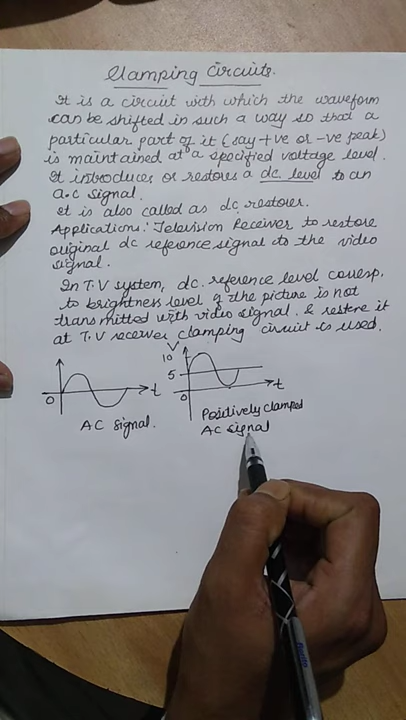 Clamping Circuits.
It is a circuit with which the waveform
can be shifted in such a way so that a
particular part of it (say +ve or -ve peak)
is maintained at a specified voltage level.
It introduces or restores a dc level to an
a.c signal.
It is also called as dc restorer.
Applications: Television Receiver to restore
original dc reference signal to the video
signal.
In T.V system, dc reference level corresp.
to brightness level of the picture is not
transmitted with video signal. & restore it
at T.V receiver clamping circuit is used.
V
10
5
0
t
AC Signal.
0
t
Positively clamped
AC signal